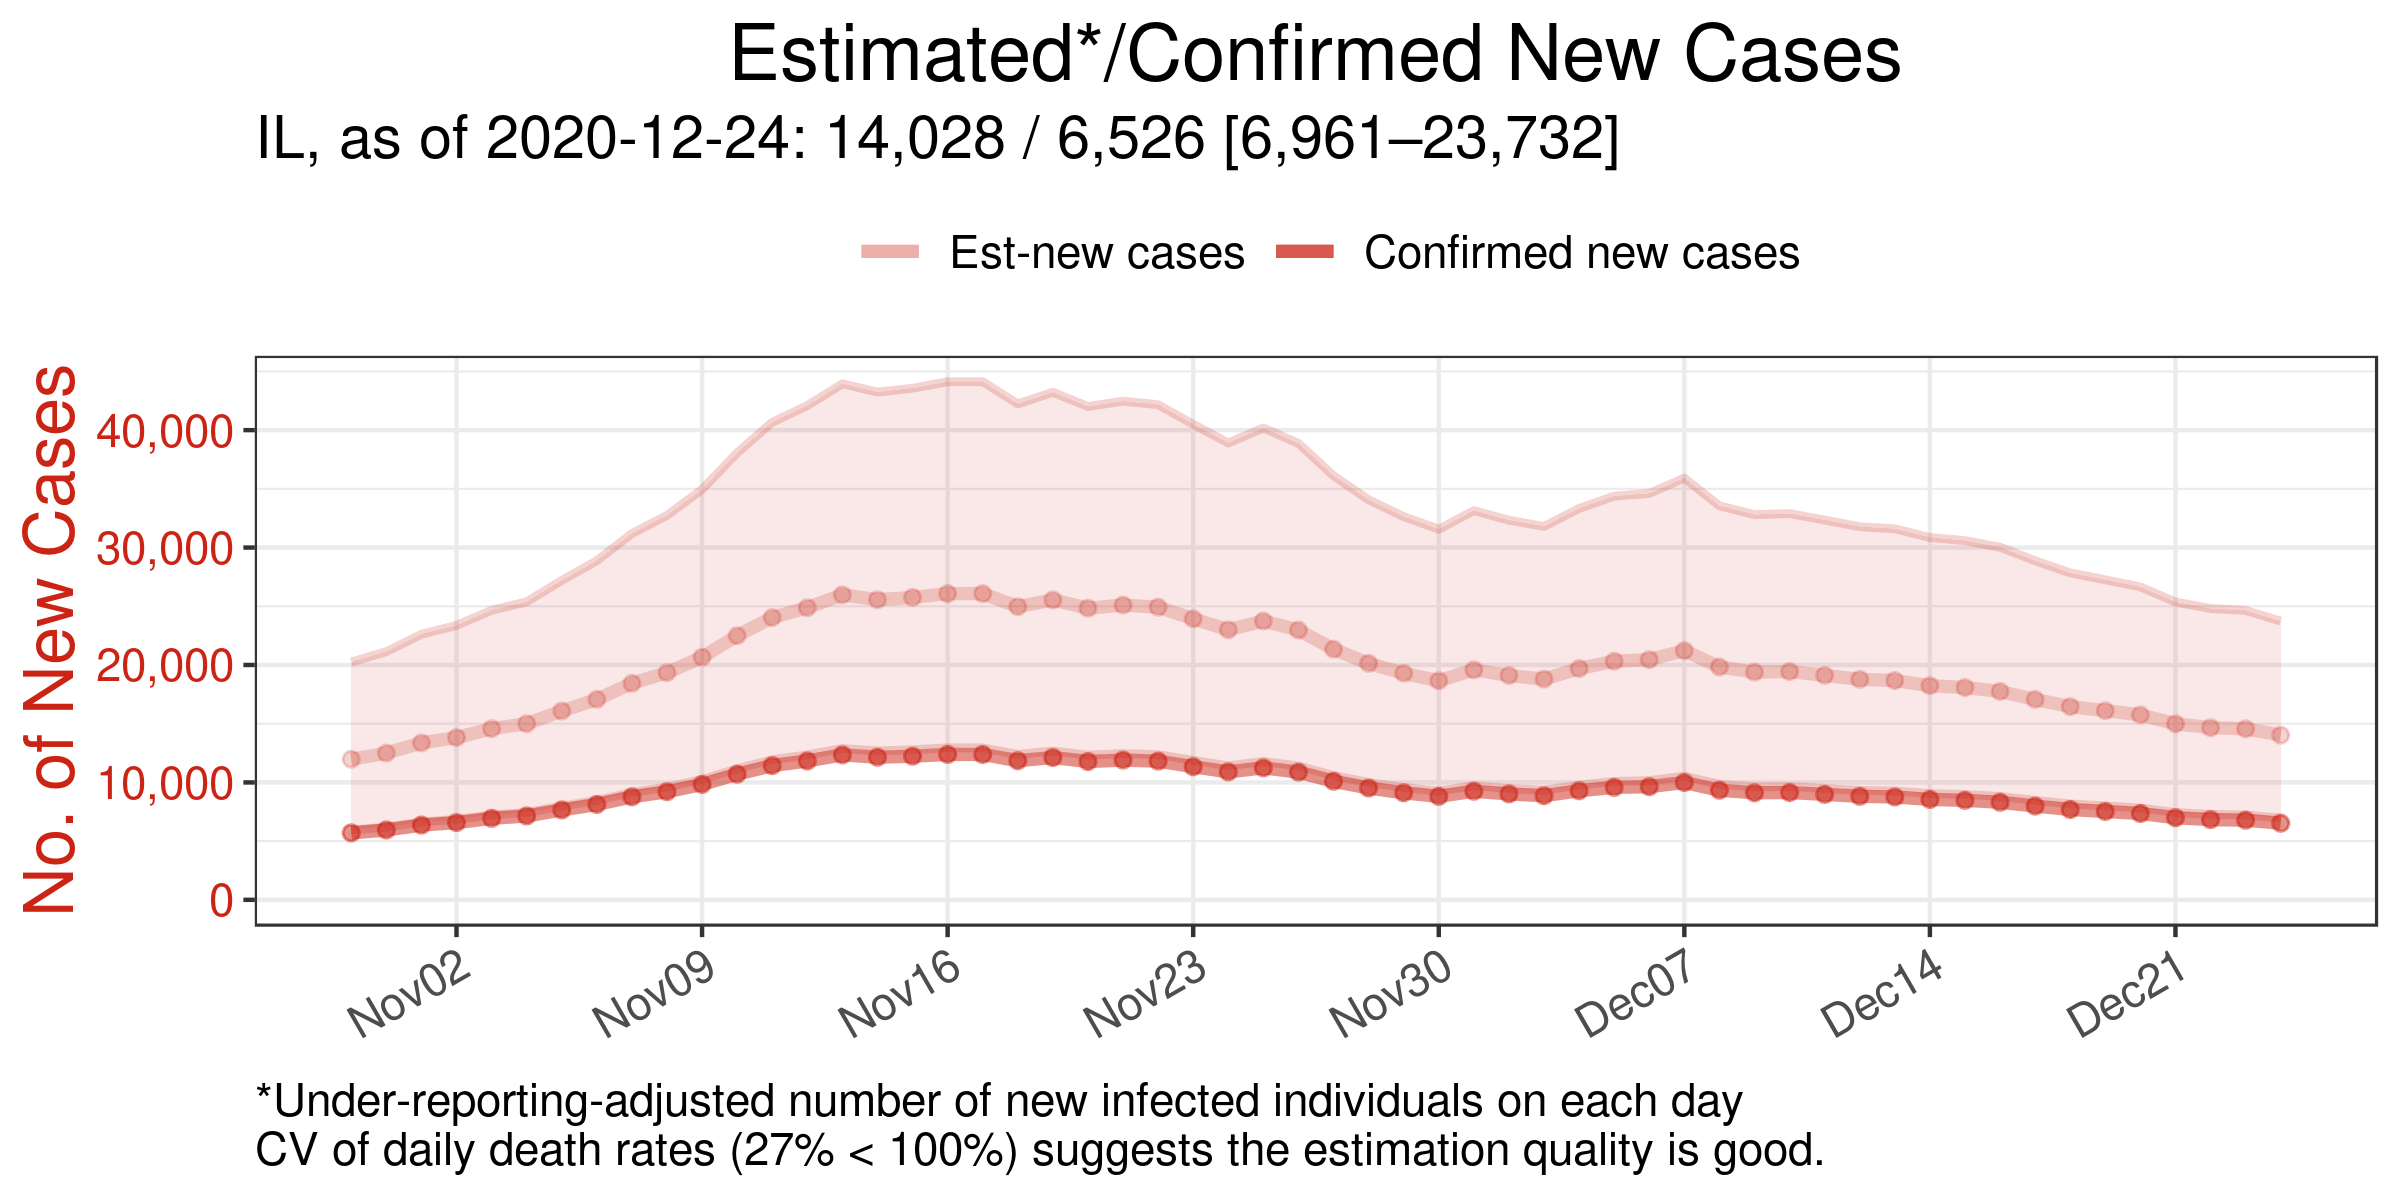 Estimated*/Confirmed New Cases
IL, as of 2020-12-24: 14,028 / 6,526 [6,961–23,732]
Est-new cases
Confirmed new cases
No. of New Cases
40,000
30,000
20,000
10,000
0
Nov02
Nov09
Nov16
Nov23
Nov30
Dec07
Dec14
Dec21
*Under-reporting-adjusted number of new infected individuals on each day
CV of daily death rates (27% < 100%) suggests the estimation quality is good.